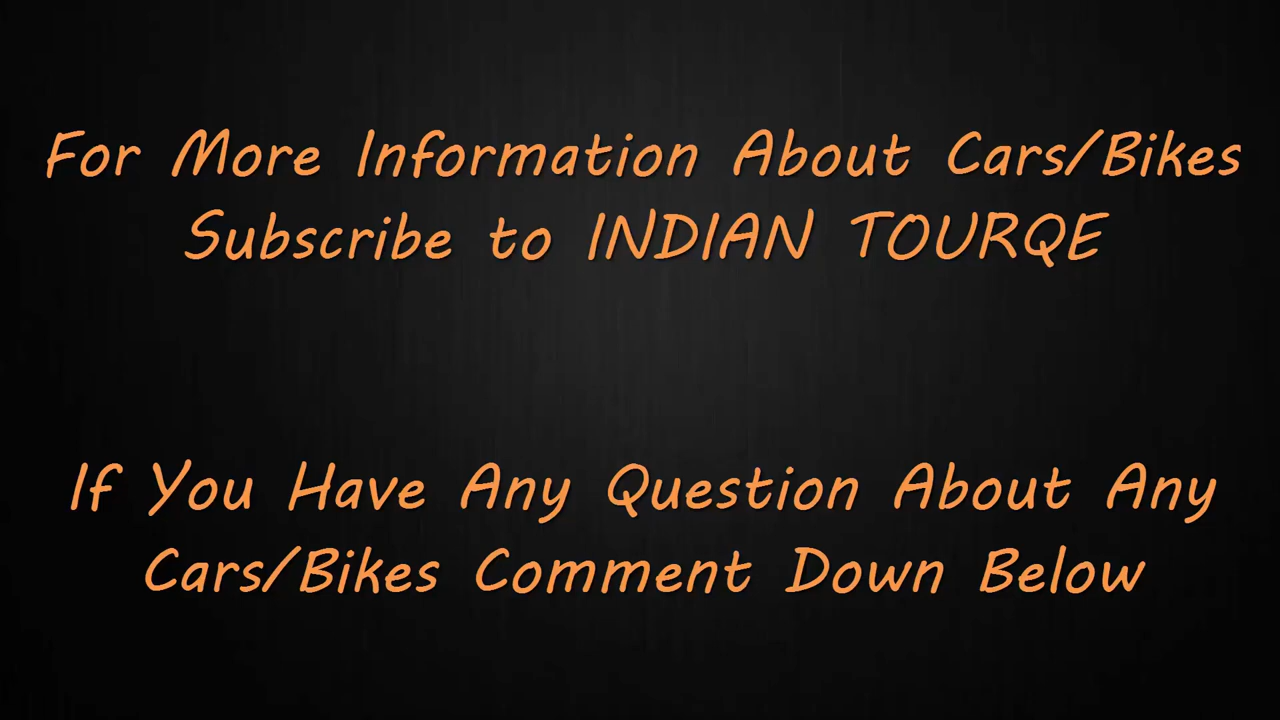 For More Information About Cars/Bikes
Subscribe to INDIAN TOURQE
If You Have Any Question About Any
Cars/Bikes Comment Down Below